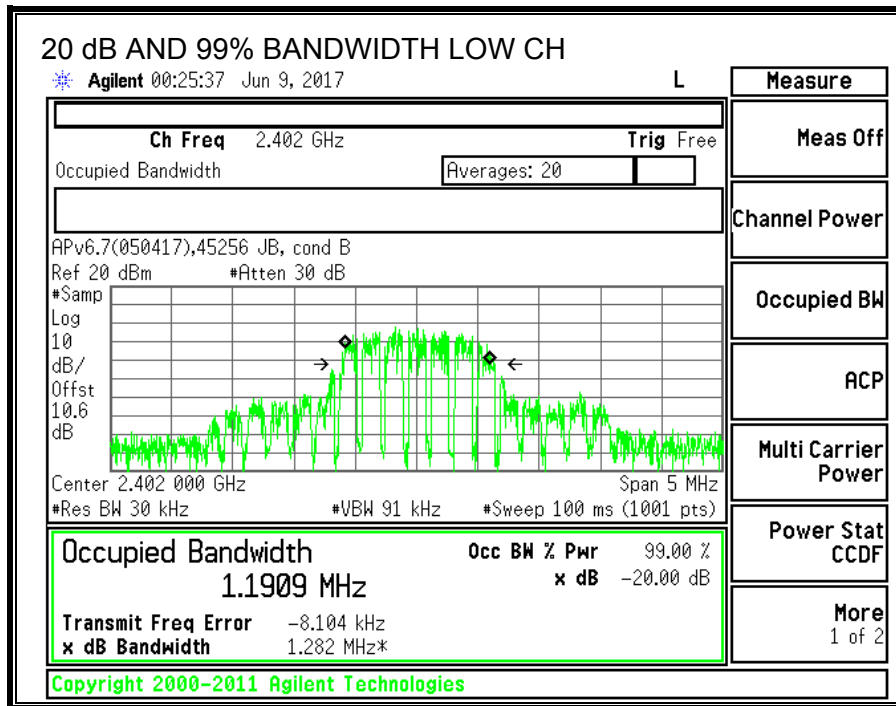 20 dB AND 99% BANDWIDTH LOW CH
Agilent 00:25:37 Jun 9, 2017 L
Ch Freq 2.402 GHz Trig Free
Occupied Bandwidth Averages: 20
APv6.7(050417),45256 JB, cond B
Ref 20 dBm #Atten 30 dB
#Samp
Log
10
dB/
Offst
10.6
dB
Center 2.402 000 GHz Span 5 MHz
#Res BW 30 kHz #VBW 91 kHz #Sweep 100 ms (1001 pts)
Occupied Bandwidth Occ BW % Pwr 99.00 %
1.1909 MHz x dB -20.00 dB
Transmit Freq Error -8.104 kHz
x dB Bandwidth 1.282 MHz*
Copyright 2000-2011 Agilent Technologies
Measure
Meas Off
Channel Power
Occupied BW
ACP
Multi Carrier
Power
Power Stat
CCDF
More
1 of 2